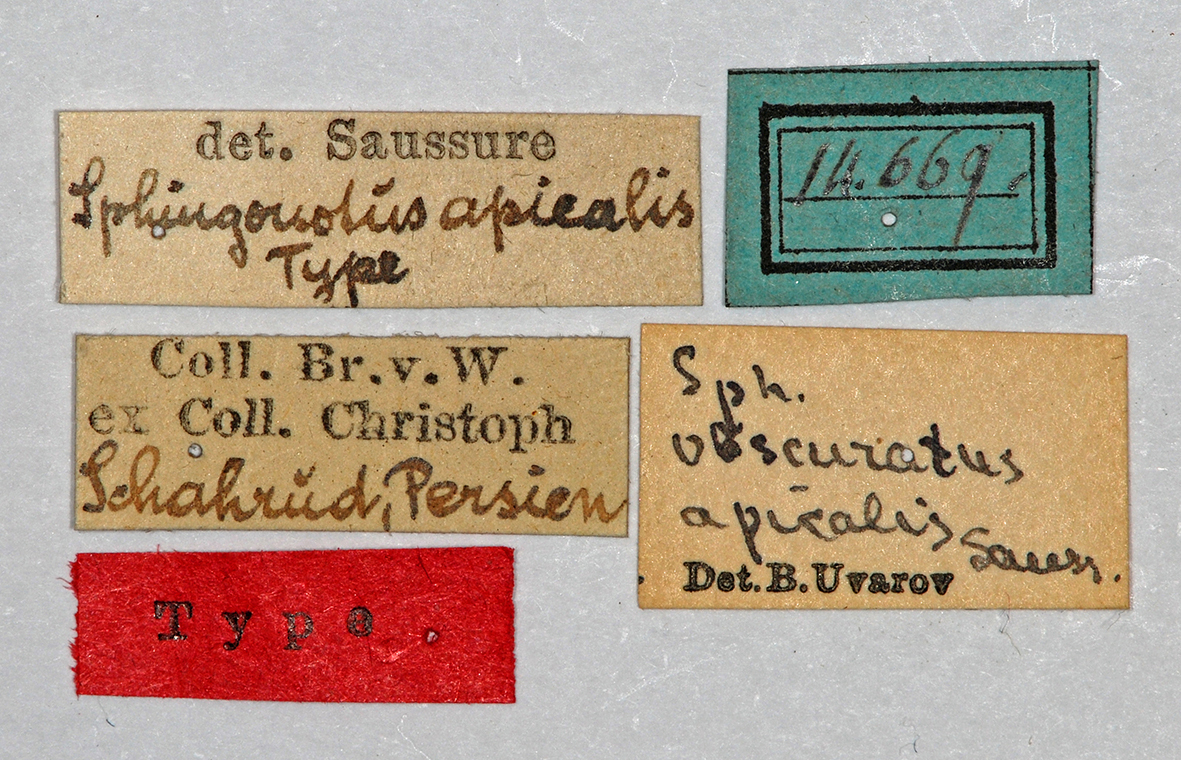 det. Saussure
Sphingonotus apicalis
Type
14.669.
Coll. Br. v. W.
ex Coll. Christoph
Schahrŭd, Persien
Sph.
obscuratus
apicalis
Sauss.
Det. B. Uvarov
Type.